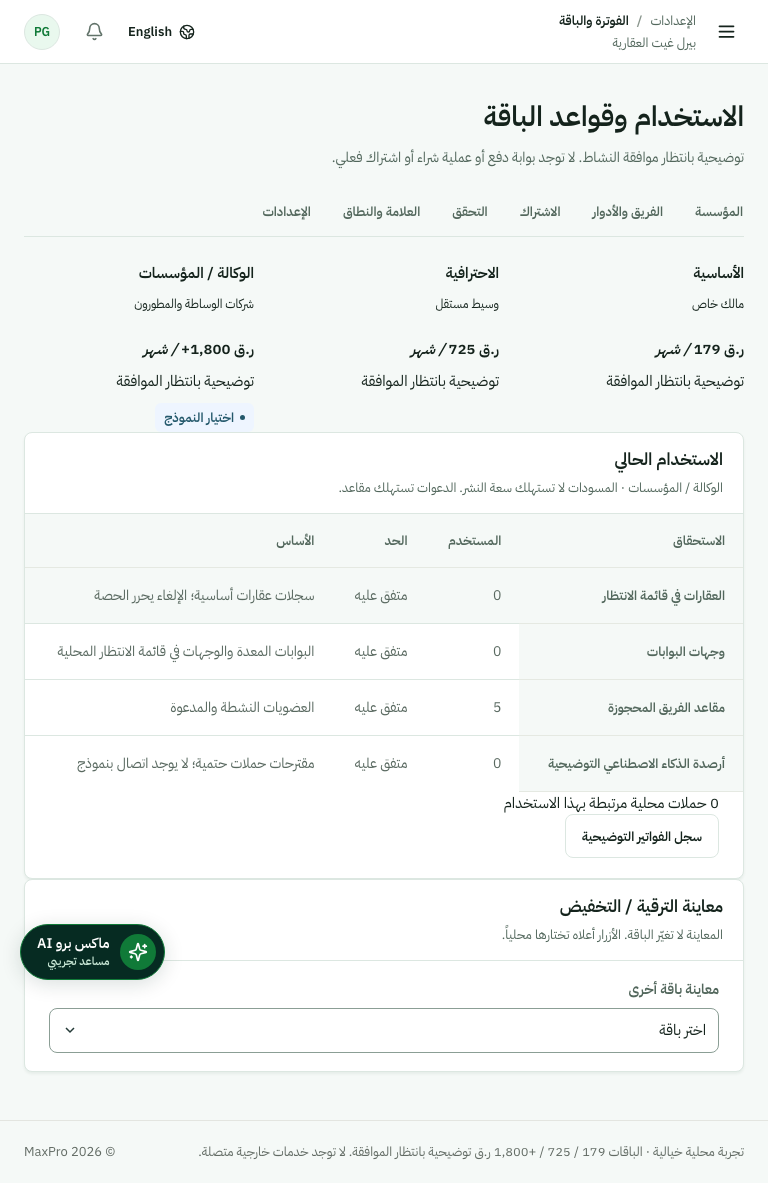 الإعدادات / الفوترة والباقة
بيرل غيت العقارية
English
PG
الاستخدام وقواعد الباقة
توضيحية بانتظار موافقة النشاط. لا توجد بوابة دفع أو عملية شراء أو اشتراك فعلي.
المؤسسة الفريق والأدوار الاشتراك التحقق العلامة والنطاق الإعدادات
الأساسية
مالك خاص
ر.ق 179 / شهر
توضيحية بانتظار الموافقة
الاحترافية
وسيط مستقل
ر.ق 725 / شهر
توضيحية بانتظار الموافقة
الوكالة / المؤسسات
شركات الوساطة والمطورون
ر.ق 1,800+ / شهر
توضيحية بانتظار الموافقة
اختيار النموذج
الاستخدام الحالي
الوكالة / المؤسسات · المسودات لا تستهلك سعة النشر. الدعوات تستهلك مقاعد.
الاستحقاق المستخدم الحد الأساس
العقارات في قائمة الانتظار 0 متفق عليه سجلات عقارات أساسية؛ الإلغاء يحرر الحصة
وجهات البوابات 0 متفق عليه البوابات المعدة والوجهات في قائمة الانتظار المحلية
مقاعد الفريق المحجوزة 5 متفق عليه العضويات النشطة والمدعوة
أرصدة الذكاء الاصطناعي التوضيحية 0 متفق عليه مقترحات حملات حتمية؛ لا يوجد اتصال بنموذج
0 حملات محلية مرتبطة بهذا الاستخدام
سجل الفواتير التوضيحية
معاينة الترقية / التخفيض
المعاينة لا تغيّر الباقة. الأزرار أعلاه تختارها محلياً.
ماكس برو AI
مساعد تجريبي
معاينة باقة أخرى
اختر باقة
تجربة محلية خيالية · الباقات 179 / 725 / 1,800+ ر.ق توضيحية بانتظار الموافقة. لا توجد خدمات خارجية متصلة.
© 2026 MaxPro